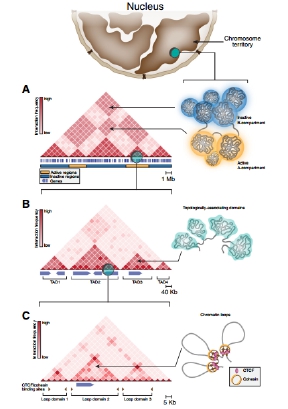 Nucleus
Chromosome
territory
A
high
Interaction frequency
low
Inactive
B-compartment
Active
A-compartment
Active regions
Inactive regions
Genes
1 Mb
B
high
Interaction frequency
low
Topologically-associating domains
TAD1
TAD2
TAD3
TAD4
40 Kb
C
high
Interaction frequency
low
Chromatin loops
CTCF
Cohesin
CTCF/cohesin
binding sites
Loop domain 1
Loop domain 2
Loop domain 3
5 Kb